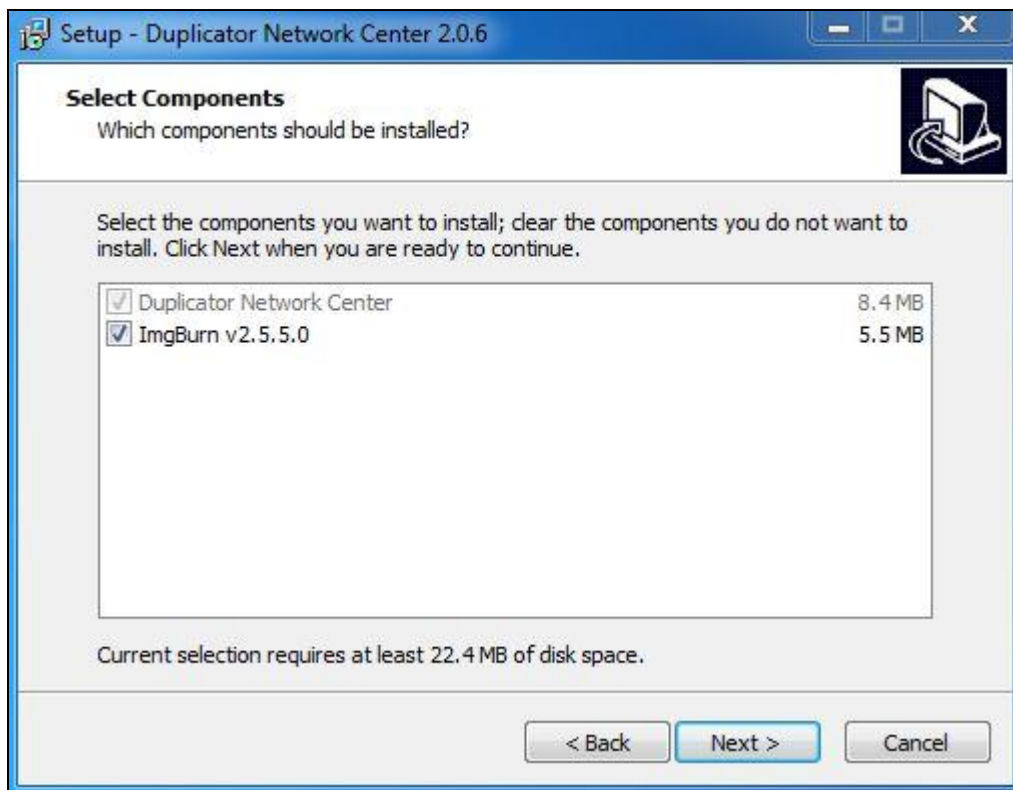 Setup - Duplicator Network Center 2.0.6
Select Components
Which components should be installed?
Select the components you want to install; clear the components you do not want to
install. Click Next when you are ready to continue.
Duplicator Network Center 8.4 MB
ImgBurn v2.5.5.0 5.5 MB
Current selection requires at least 22.4 MB of disk space.
< Back Next > Cancel